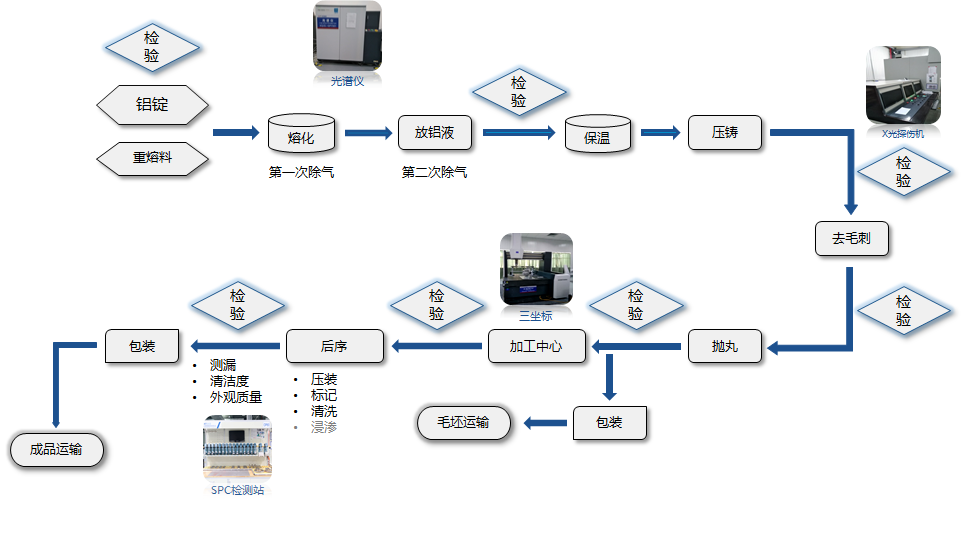 检
验
光谱仪
铝锭
重熔料
熔化
第一次除气
放铝液
第二次除气
检
验
保温
压铸
X光探伤机
检
验
去毛刺
检
验
抛丸
检
验
三坐标
加工中心
包装
毛坯运输
检
验
后序
• 压装
• 标记
• 清洗
• 浸渗
检
验
• 测漏
• 清洁度
• 外观质量
SPC检测站
包装
成品运输